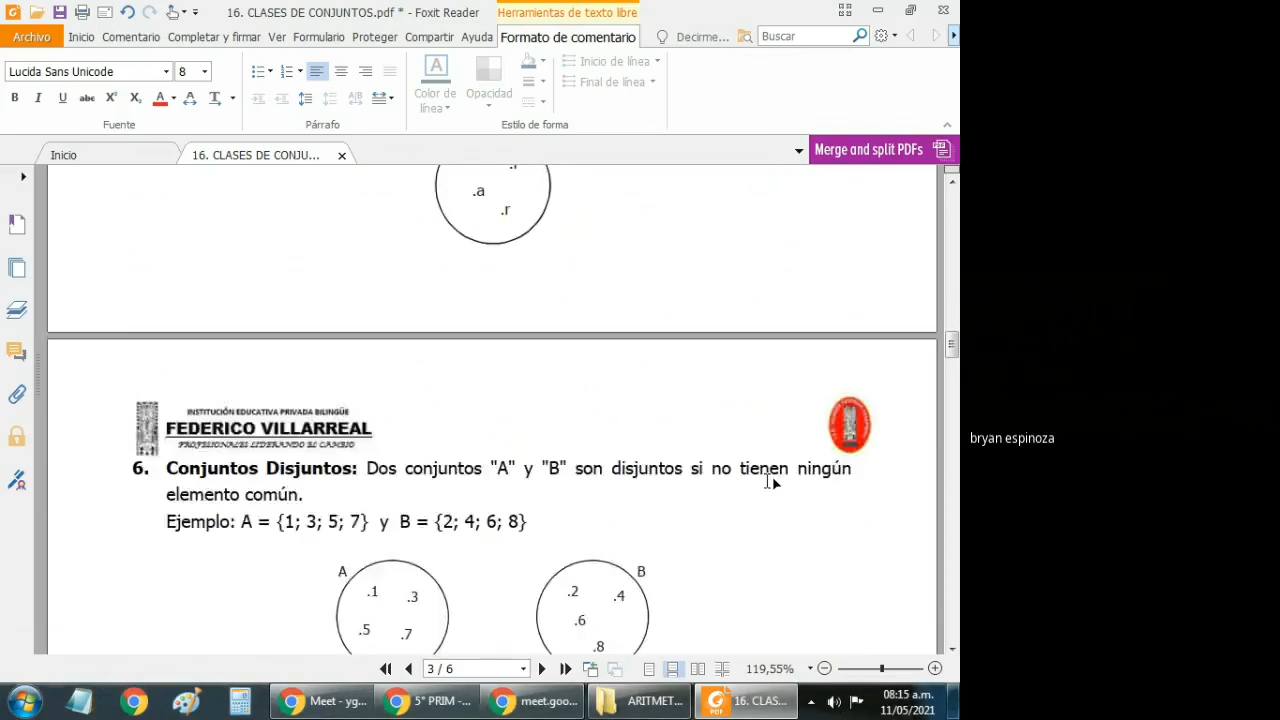 16. CLASES DE CONJUNTOS.pdf * - Foxit Reader
Herramientas de texto libre
Archivo Inicio Comentario Completar y firmar Ver Formulario Proteger Compartir Ayuda Formato de comentario Decirme... Buscar
Lucida Sans Unicode 8
Color de línea
Opacidad
Inicio de línea
Final de línea
Fuente Párrafo Estilo de forma
Inicio 16. CLASES DE CONJU... Merge and split PDFs
.a
.r
INSTITUCIÓN EDUCATIVA PRIVADA BILINGÜE
FEDERICO VILLARREAL
PROFESIONALES LIDERANDO EL CAMBIO
6. Conjuntos Disjuntos: Dos conjuntos "A" y "B" son disjuntos si no tienen ningún
elemento común.
Ejemplo: A = {1; 3; 5; 7} y B = {2; 4; 6; 8}
A B
.1 .3 .2 .4
.5 .7 .6
.8
bryan espinoza
3 / 6 119,55%
Meet - yg... 5° PRIM -... meet.goo... ARITMET... 16. CLAS...
08:15 a.m.
11/05/2021